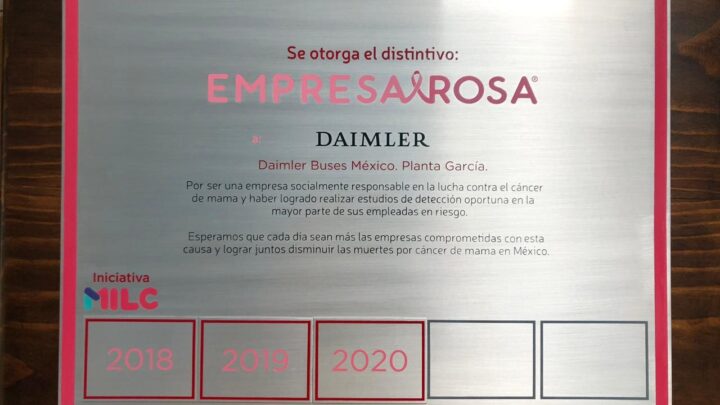 Se otorga el distintivo:
EMPRESA ROSA®
a: DAIMLER
Daimler Buses México. Planta García.
Por ser una empresa socialmente responsable en la lucha contra el cáncer
de mama y haber logrado realizar estudios de detección oportuna en la
mayor parte de sus empleadas en riesgo.
Esperamos que cada día sean más las empresas comprometidas con esta
causa y lograr juntos disminuir las muertes por cáncer de mama en México.
Iniciativa
MILC
2018 2019 2020